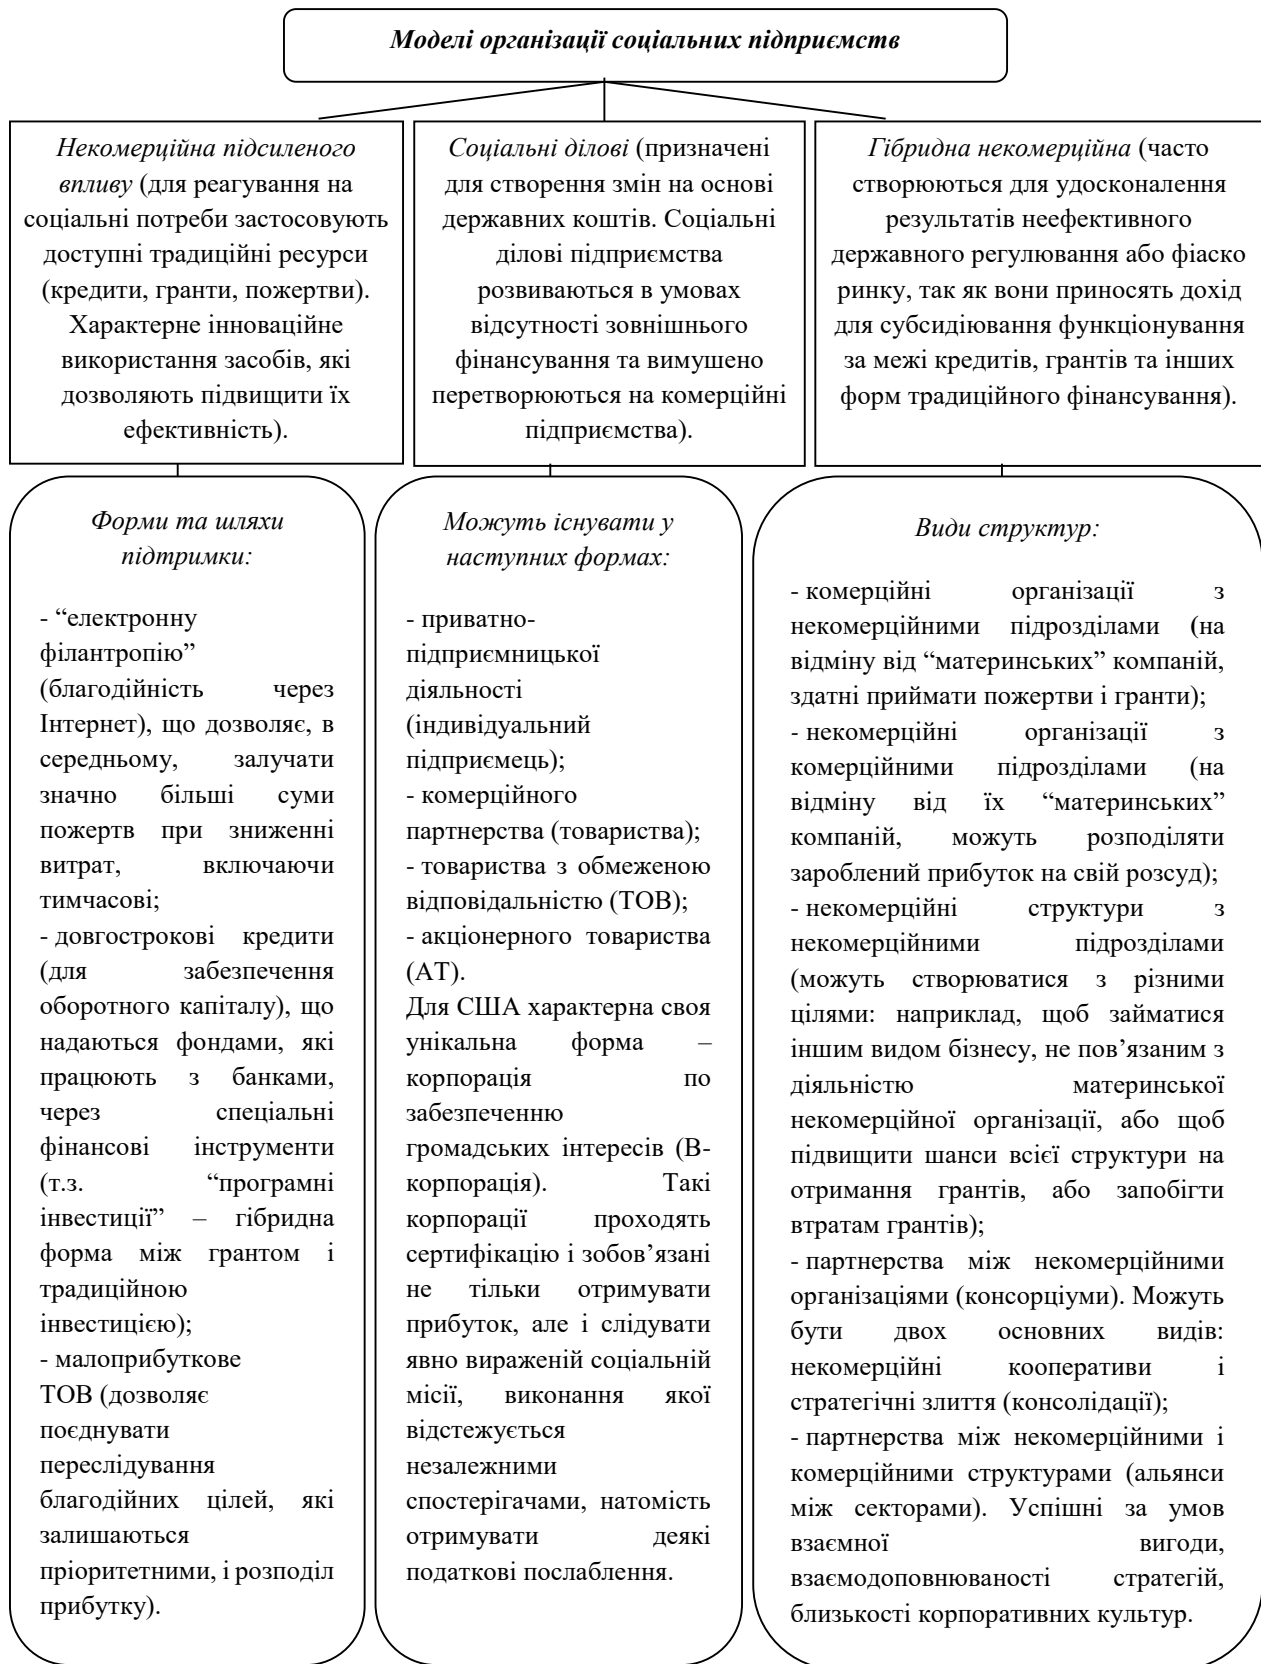 Моделі організації соціальних підприємств
Некомерційна підсиленого
впливу (для реагування на
соціальні потреби застосовують
доступні традиційні ресурси
(кредити, гранти, пожертви).
Характерне інноваційне
використання засобів, які
дозволяють підвищити їх
ефективність).
Соціальні ділові (призначені
для створення змін на основі
державних коштів. Соціальні
ділові підприємства
розвиваються в умовах
відсутності зовнішнього
фінансування та вимушено
перетворюються на комерційні
підприємства).
Гібридна некомерційна (часто
створюються для удосконалення
результатів неефективного
державного регулювання або фіаско
ринку, так як вони приносять дохід
для субсидіювання функціонування
за межі кредитів, грантів та інших
форм традиційного фінансування).
Форми та шляхи
підтримки:
- “електронну
філантропію”
(благодійність через
Інтернет), що дозволяє, в
середньому, залучати
значно більші суми
пожертв при зниженні
витрат, включаючи
тимчасові;
- довгострокові кредити
(для забезпечення
оборотного капіталу), що
надаються фондами, які
працюють з банками,
через спеціальні
фінансові інструменти
(т.з. “програмні
інвестиції” – гібридна
форма між грантом і
традиційною
інвестицією);
- малоприбуткове
ТОВ (дозволяє
поєднувати
переслідування
благодійних цілей, які
залишаються
пріоритетними, і розподіл
прибутку).
Можуть існувати у
наступних формах:
- приватно-
підприємницької
діяльності
(індивідуальний
підприємець);
- комерційного
партнерства (товариства);
- товариства з обмеженою
відповідальністю (ТОВ);
- акціонерного товариства
(АТ).
Для США характерна своя
унікальна форма –
корпорація по
забезпеченню
громадських інтересів (В-
корпорація). Такі
корпорації проходять
сертифікацію і зобов’язані
не тільки отримувати
прибуток, але і слідувати
явно вираженій соціальній
місії, виконання якої
відстежується
незалежними
спостерігачами, натомість
отримувати деякі
податкові послаблення.
Види структур:
- комерційні організації з
некомерційними підрозділами (на
відміну від “материнських” компаній,
здатні приймати пожертви і гранти);
- некомерційні організації з
комерційними підрозділами (на
відміну від їх “материнських”
компаній, можуть розподіляти
зароблений прибуток на свій розсуд);
- некомерційні структури з
некомерційними підрозділами
(можуть створюватися з різними
цілями: наприклад, щоб займатися
іншим видом бізнесу, не пов’язаним з
діяльністю материнської
некомерційної організації, або щоб
підвищити шанси всієї структури на
отримання грантів, або запобігти
втратам грантів);
- партнерства між некомерційними
організаціями (консорціуми). Можуть
бути двох основних видів:
некомерційні кооперативи і
стратегічні злиття (консолідації);
- партнерства між некомерційними і
комерційними структурами (альянси
між секторами). Успішні за умов
взаємної вигоди,
взаємодоповнюваності стратегій,
близькості корпоративних культур.